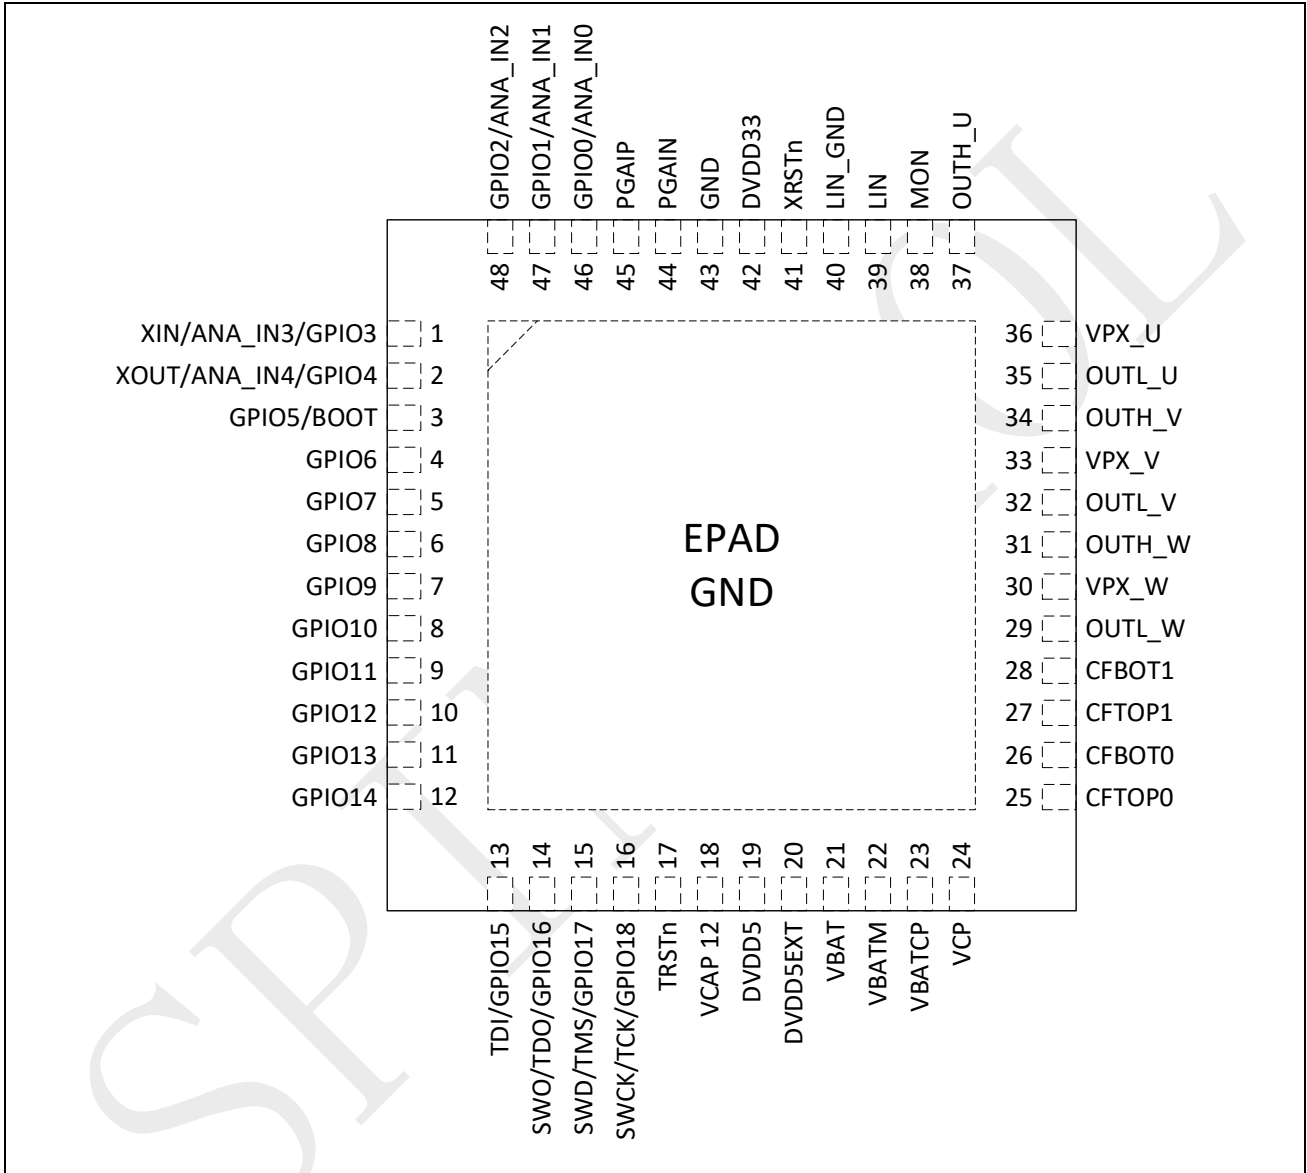 GPIO2/ANA_IN2
GPIO1/ANA_IN1
GPIO0/ANA_IN0
PGAIP
PGAIN
GND
DVDD33
XRSTn
LIN_GND
LIN
MON
OUTH_U
48
47
46
45
44
43
42
41
40
39
38
37
XIN/ANA_IN3/GPIO3 1
XOUT/ANA_IN4/GPIO4 2
GPIO5/BOOT 3
GPIO6 4
GPIO7 5
GPIO8 6
GPIO9 7
GPIO10 8
GPIO11 9
GPIO12 10
GPIO13 11
GPIO14 12
EPAD
GND
36 VPX_U
35 OUTL_U
34 OUTH_V
33 VPX_V
32 OUTL_V
31 OUTH_W
30 VPX_W
29 OUTL_W
28 CFBOT1
27 CFTOP1
26 CFBOT0
25 CFTOP0
13
14
15
16
17
18
19
20
21
22
23
24
TDI/GPIO15
SWO/TDO/GPIO16
SWD/TMS/GPIO17
SWCK/TCK/GPIO18
TRSTn
VCAP 12
DVDD5
DVDD5EXT
VBAT
VBATM
VBATCP
VCP